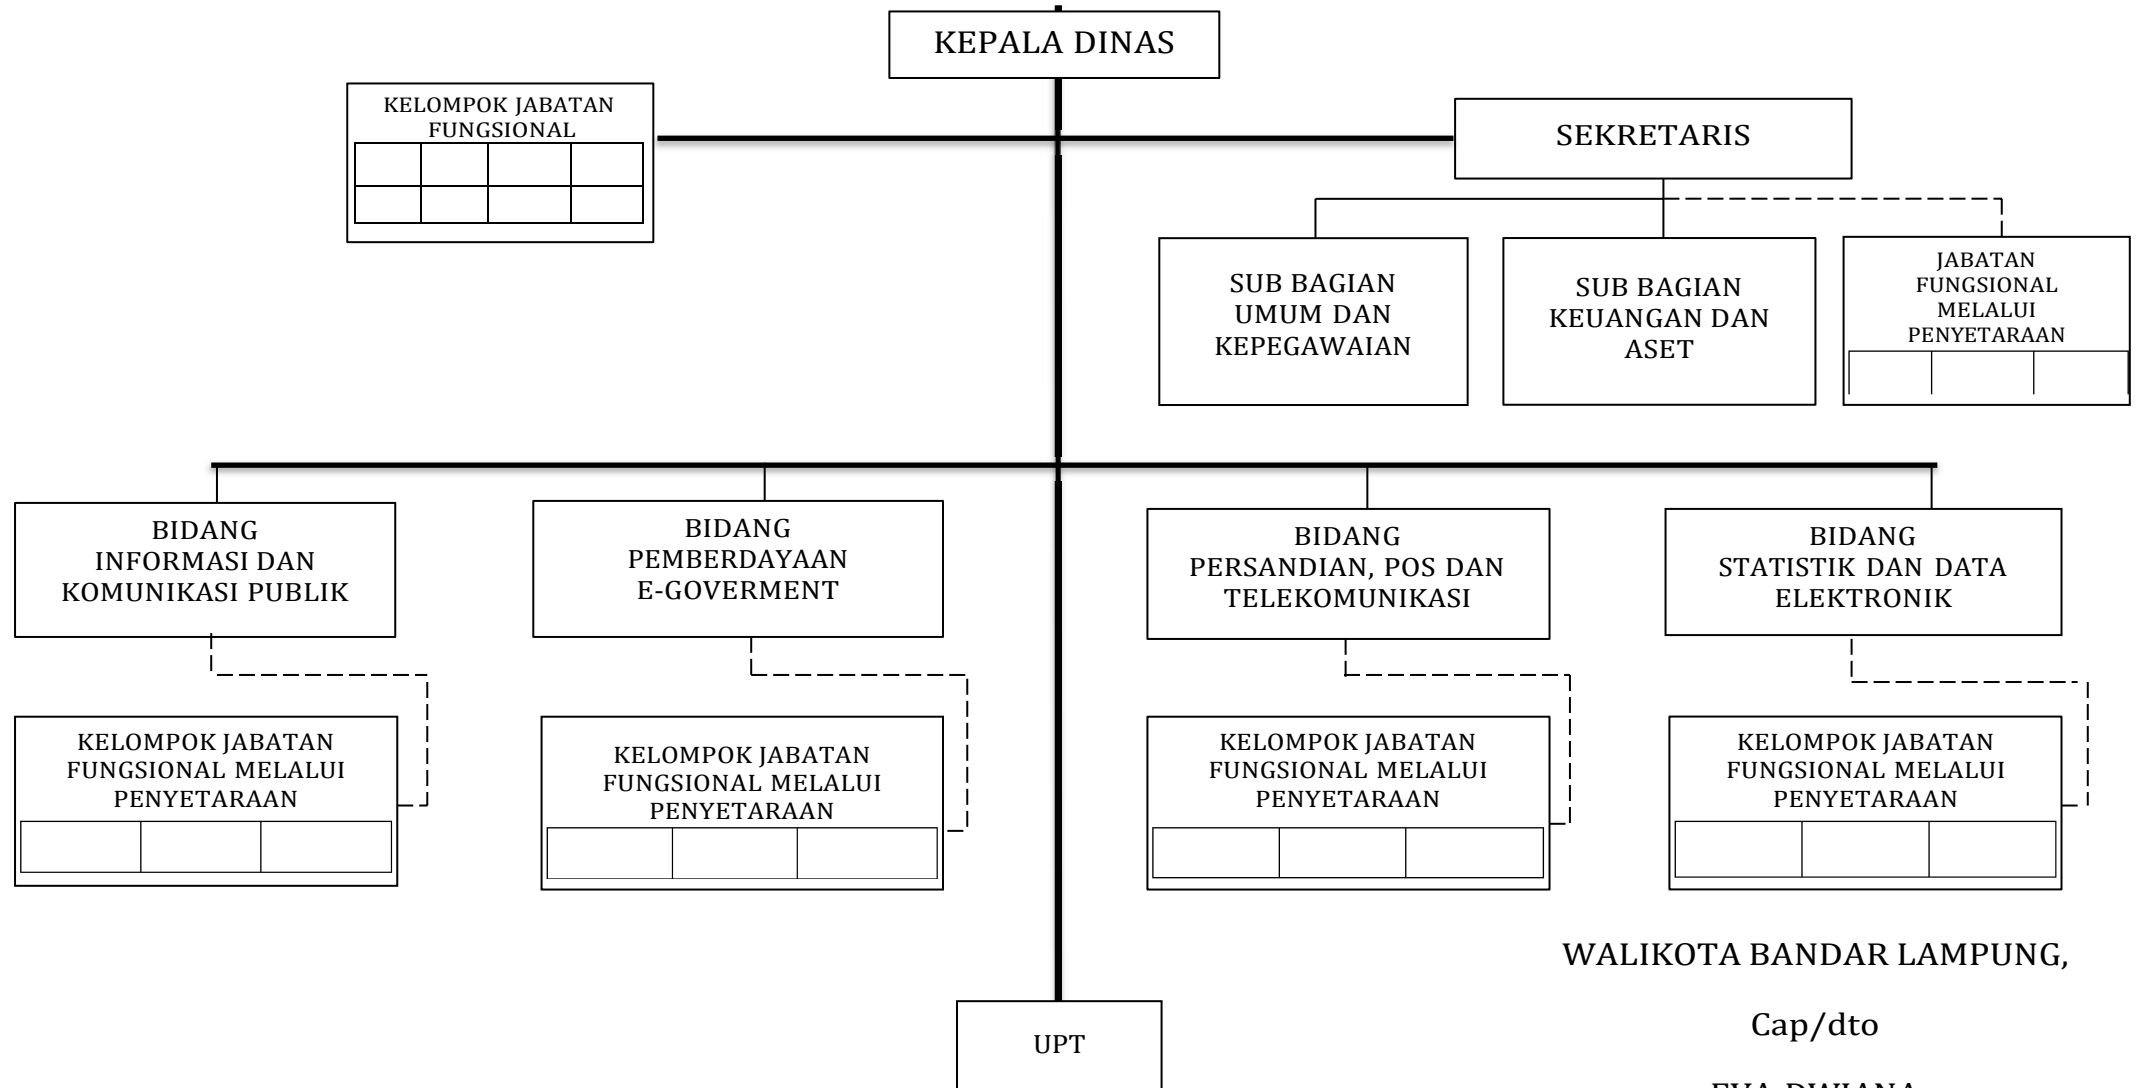 KEPALA DINAS
KELOMPOK JABATAN
FUNGSIONAL
SEKRETARIS
SUB BAGIAN
UMUM DAN
KEPEGAWAIAN
SUB BAGIAN
KEUANGAN DAN
ASET
JABATAN
FUNGSIONAL
MELALUI
PENYETARAAN
BIDANG
INFORMASI DAN
KOMUNIKASI PUBLIK
BIDANG
PEMBERDAYAAN
E-GOVERMENT
BIDANG
PERSANDIAN, POS DAN
TELEKOMUNIKASI
BIDANG
STATISTIK DAN DATA
ELEKTRONIK
KELOMPOK JABATAN
FUNGSIONAL MELALUI
PENYETARAAN
KELOMPOK JABATAN
FUNGSIONAL MELALUI
PENYETARAAN
KELOMPOK JABATAN
FUNGSIONAL MELALUI
PENYETARAAN
KELOMPOK JABATAN
FUNGSIONAL MELALUI
PENYETARAAN
WALIKOTA BANDAR LAMPUNG,
Cap/dto
EVA DWIANA
UPT